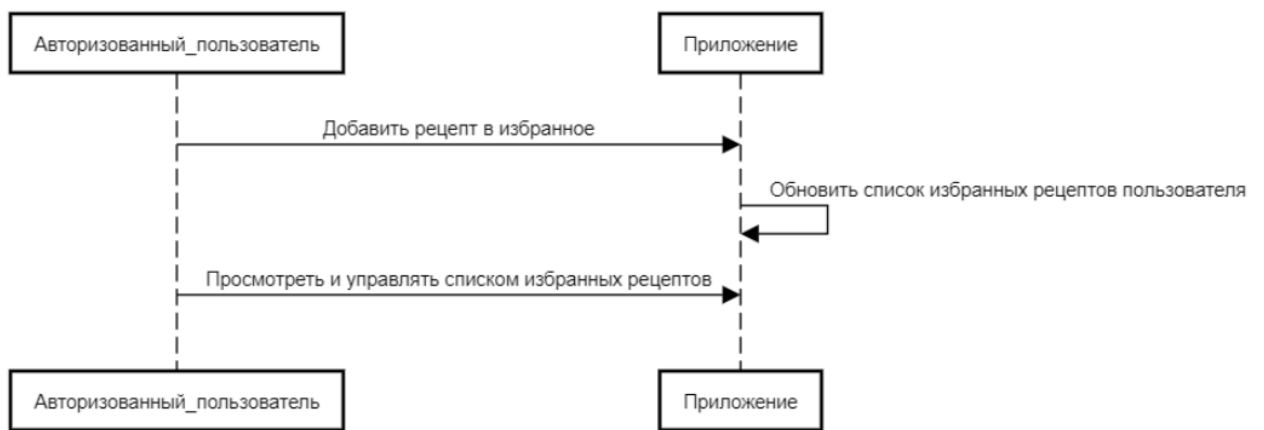 Авторизованный_пользователь
Приложение
Добавить рецепт в избранное
Обновить список избранных рецептов пользователя
Просмотреть и управлять списком избранных рецептов
Авторизованный_пользователь
Приложение